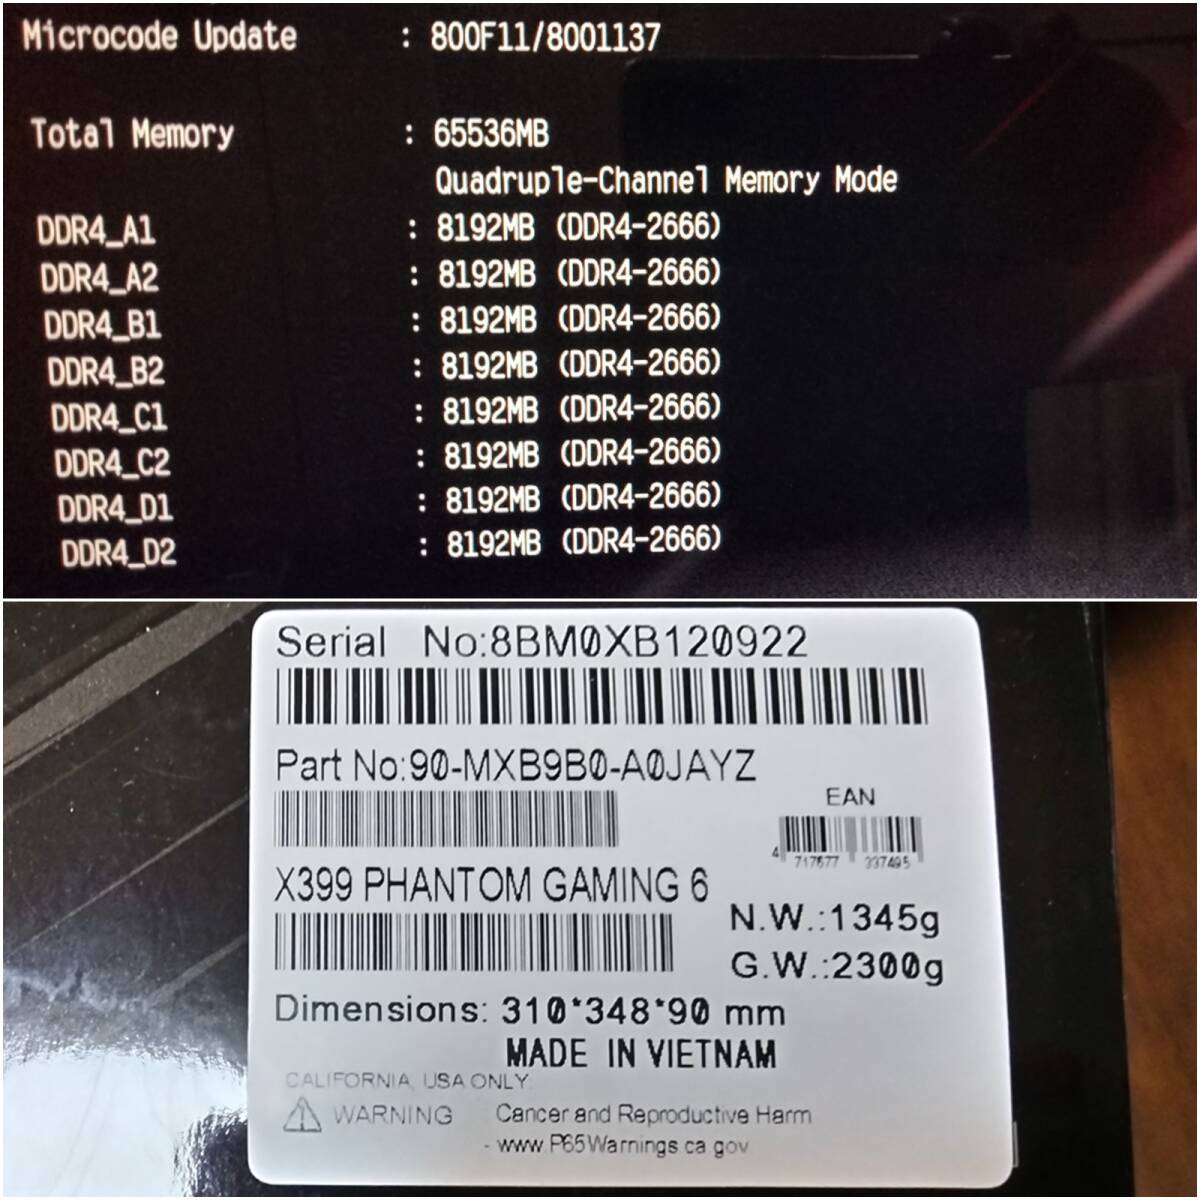 Microcode Update : 800F11/8001137
Total Memory : 65536MB
Quadruple-Channel Memory Mode
DDR4_A1 : 8192MB (DDR4-2666)
DDR4_A2 : 8192MB (DDR4-2666)
DDR4_B1 : 8192MB (DDR4-2666)
DDR4_B2 : 8192MB (DDR4-2666)
DDR4_C1 : 8192MB (DDR4-2666)
DDR4_C2 : 8192MB (DDR4-2666)
DDR4_D1 : 8192MB (DDR4-2666)
DDR4_D2 : 8192MB (DDR4-2666)
Serial No:8BM0XB120922
Part No:90-MXB9B0-A0JAYZ
EAN
4 717677 337495
X399 PHANTOM GAMING 6
N.W.:1345g
G.W.:2300g
Dimensions: 310*348*90 mm
MADE IN VIETNAM
CALIFORNIA, USA ONLY
WARNING Cancer and Reproductive Harm
- www.P65Warnings.ca.gov